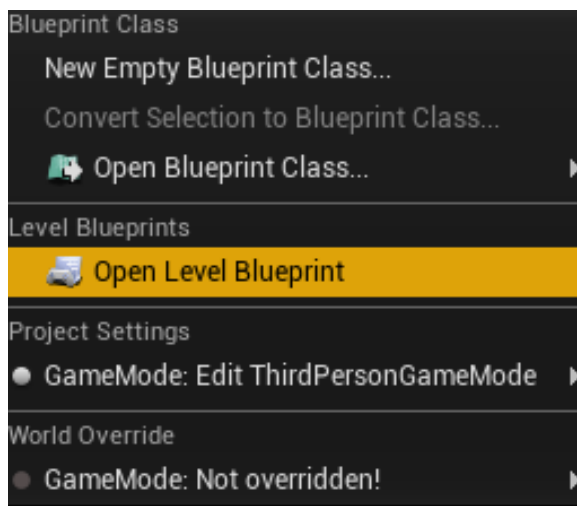 Blueprint Class
New Empty Blueprint Class...
Convert Selection to Blueprint Class...
Open Blueprint Class...
Level Blueprints
Open Level Blueprint
Project Settings
GameMode: Edit ThirdPersonGameMode
World Override
GameMode: Not overridden!